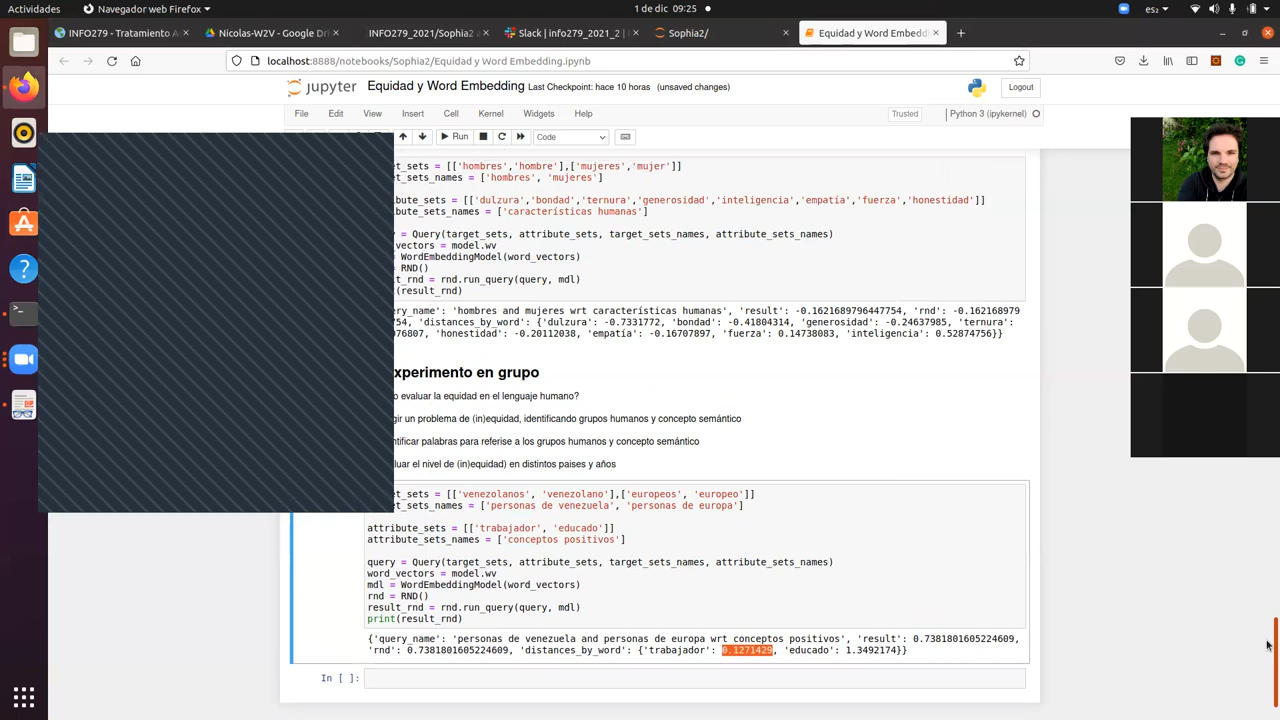 Actividades
Navegador web Firefox
1 de dic 09:25
es₂
INFO279 - Tratamiento A
Nicolas-W2V - Google Dri
INFO279_2021/Sophia2 a
Slack | info279_2021_2 |
Sophia2/
Equidad y Word Embedd
localhost:8888/notebooks/Sophia2/Equidad y Word Embedding.ipynb
jupyter Equidad y Word Embedding Last Checkpoint: hace 10 horas (unsaved changes)
Logout
File Edit View Insert Cell Kernel Widgets Help
Trusted
Python 3 (ipykernel)
Run
Code
et_sets = [['hombres','hombre'],['mujeres','mujer']]
et_sets_names = ['hombres', 'mujeres']
ibute_sets = [['dulzura','bondad','ternura','generosidad','inteligencia','empatía','fuerza','honestidad']]
ibute_sets_names = ['características humanas']
= Query(target_sets, attribute_sets, target_sets_names, attribute_sets_names)
vectors = model.wv
= WordEmbeddingModel(word_vectors)
= RND()
lt_rnd = rnd.run_query(query, mdl)
(result_rnd)
ery_name': 'hombres and mujeres wrt características humanas', 'result': -0.1621689796447754, 'rnd': -0.162168979
754, 'distances_by_word': {'dulzura': -0.7331772, 'bondad': -0.41804314, 'generosidad': -0.24637985, 'ternura':
076807, 'honestidad': -0.20112038, 'empatía': -0.16707897, 'fuerza': 0.14738083, 'inteligencia': 0.52874756}}
xperimento en grupo
o evaluar la equidad en el lenguaje humano?
gir un problema de (in)equidad, identificando grupos humanos y concepto semántico
ntificar palabras para referise a los grupos humanos y concepto semántico
luar el nivel de (in)equidad) en distintos paises y años
et_sets = [['venezolanos', 'venezolano'],['europeos', 'europeo']]
et_sets_names = ['personas de venezuela', 'personas de europa']
attribute_sets = [['trabajador', 'educado']]
attribute_sets_names = ['conceptos positivos']
query = Query(target_sets, attribute_sets, target_sets_names, attribute_sets_names)
word_vectors = model.wv
mdl = WordEmbeddingModel(word_vectors)
rnd = RND()
result_rnd = rnd.run_query(query, mdl)
print(result_rnd)
{'query_name': 'personas de venezuela and personas de europa wrt conceptos positivos', 'result': 0.7381801605224609,
'rnd': 0.7381801605224609, 'distances_by_word': {'trabajador': 0.1271429, 'educado': 1.3492174}}
In [ ]: